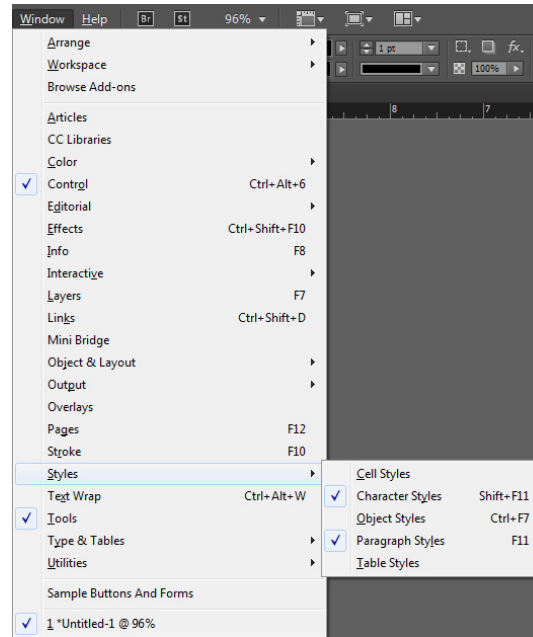 Window Help Br St 96%
Arrange
1 pt fx.
Workspace
100%
Browse Add-ons
8 7
Articles
CC Libraries
Color
Control Ctrl+Alt+6
Editorial
Effects Ctrl+Shift+F10
Info F8
Interactive
Layers F7
Links Ctrl+Shift+D
Mini Bridge
Object & Layout
Output
Overlays
Pages F12
Stroke F10
Styles
Cell Styles
Text Wrap Ctrl+Alt+W
Character Styles Shift+F11
Tools
Object Styles Ctrl+F7
Type & Tables
Paragraph Styles F11
Utilities
Table Styles
Sample Buttons And Forms
1 *Untitled-1 @ 96%